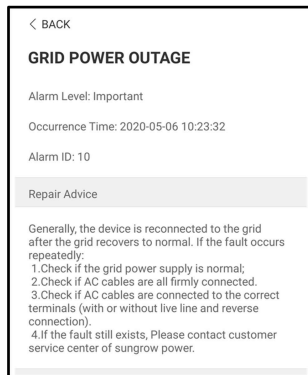 < BACK
GRID POWER OUTAGE
Alarm Level: Important
Occurrence Time: 2020-05-06 10:23:32
Alarm ID: 10
Repair Advice
Generally, the device is reconnected to the grid
after the grid recovers to normal. If the fault occurs
repeatedly:
1.Check if the grid power supply is normal;
2.Check if AC cables are all firmly connected.
3.Check if AC cables are connected to the correct
terminals (with or without live line and reverse
connection).
4.If the fault still exists, Please contact customer
service center of sungrow power.